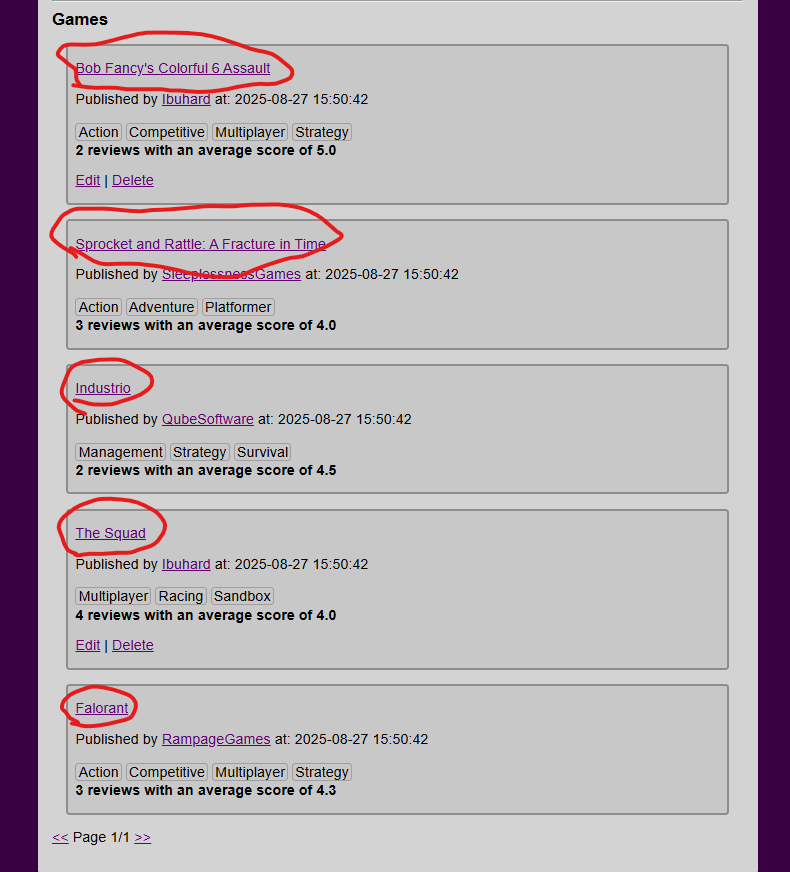 Games
Bob Fancy's Colorful 6 Assault
Published by Ibuhard at: 2025-08-27 15:50:42
Action Competitive Multiplayer Strategy
2 reviews with an average score of 5.0
Edit | Delete
Sprocket and Rattle: A Fracture in Time
Published by SleeplessnessGames at: 2025-08-27 15:50:42
Action Adventure Platformer
3 reviews with an average score of 4.0
Industrio
Published by QubeSoftware at: 2025-08-27 15:50:42
Management Strategy Survival
2 reviews with an average score of 4.5
The Squad
Published by Ibuhard at: 2025-08-27 15:50:42
Multiplayer Racing Sandbox
4 reviews with an average score of 4.0
Edit | Delete
Falorant
Published by RampageGames at: 2025-08-27 15:50:42
Action Competitive Multiplayer Strategy
3 reviews with an average score of 4.3
<< Page 1/1 >>